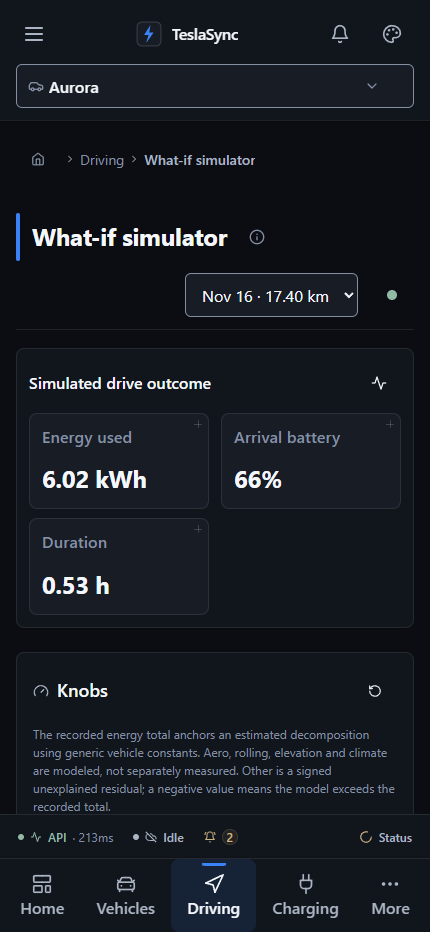 TeslaSync
Aurora
Driving > What-if simulator
What-if simulator
Nov 16 · 17.40 km
Simulated drive outcome
Energy used
Arrival battery
6.02 kWh
66%
Duration
0.53 h
Knobs
The recorded energy total anchors an estimated decomposition
using generic vehicle constants. Aero, rolling, elevation and climate
are modeled, not separately measured. Other is a signed
unexplained residual; a negative value means the model exceeds the
recorded total.
API · 213ms Idle 2 Status
Home Vehicles Driving Charging More